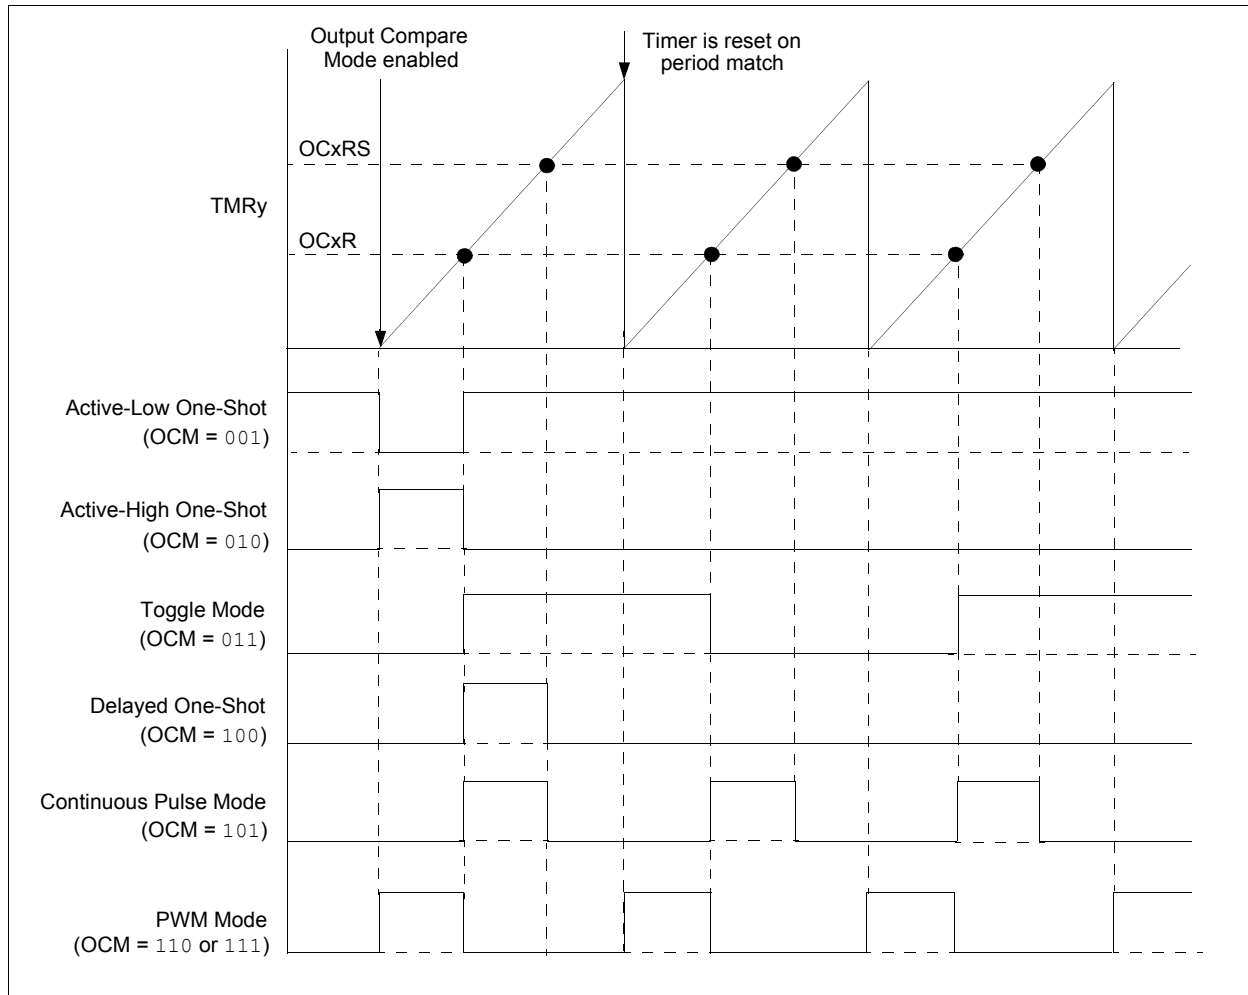 Output Compare
Mode enabled
Timer is reset on
period match
OCxRS
TMRy
OCxR
Active-Low One-Shot
(OCM = 001)
Active-High One-Shot
(OCM = 010)
Toggle Mode
(OCM = 011)
Delayed One-Shot
(OCM = 100)
Continuous Pulse Mode
(OCM = 101)
PWM Mode
(OCM = 110 or 111)